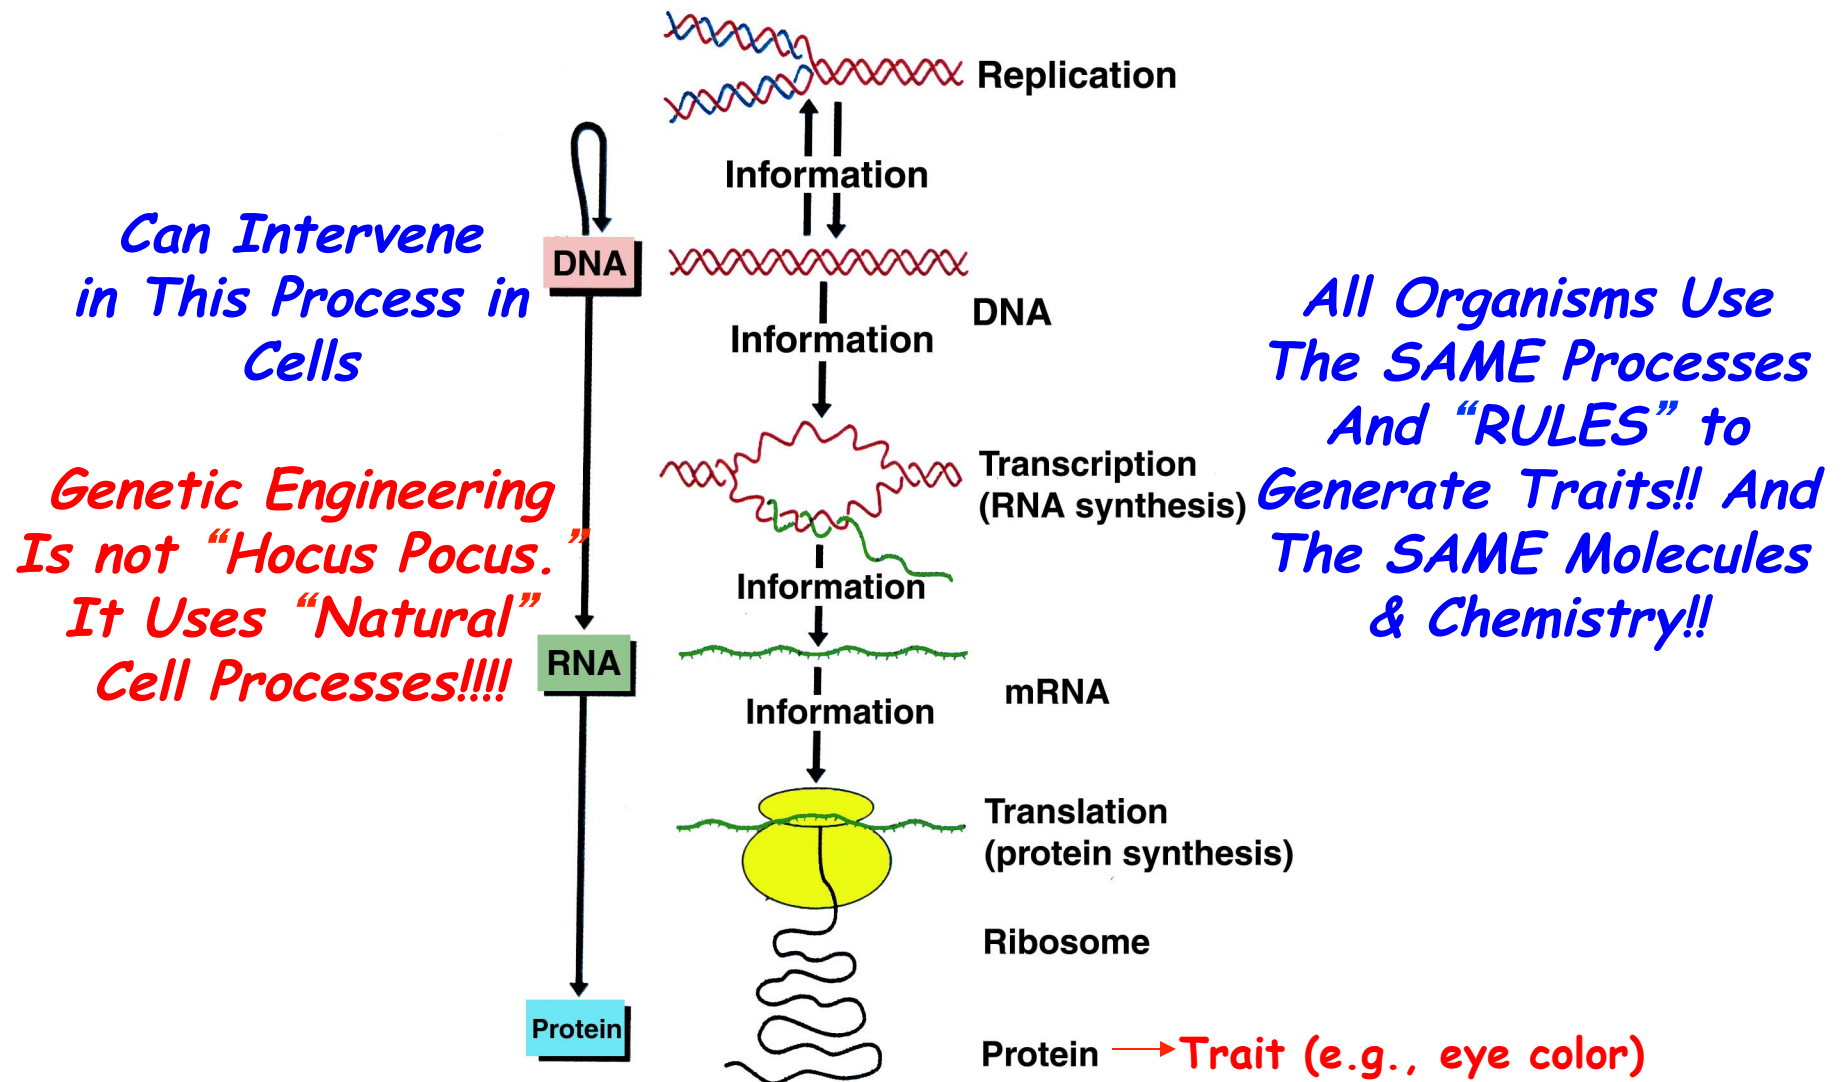 Replication
Information
Can Intervene
in This Process in
Cells
DNA
DNA
Information
All Organisms Use
The SAME Processes
And “RULES” to
Generate Traits!! And
The SAME Molecules
& Chemistry!!
Genetic Engineering
Is not “Hocus Pocus.”
It Uses “Natural”
Cell Processes!!!!
Transcription
(RNA synthesis)
Information
RNA
mRNA
Information
Translation
(protein synthesis)
Ribosome
Protein
Protein
Trait (e.g., eye color)